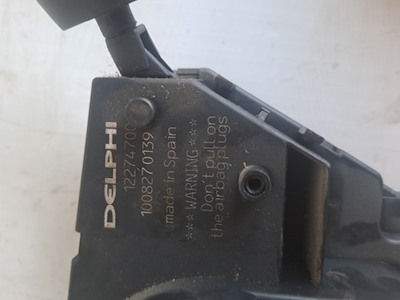 DELPHI
12274700
1008270139
made in Spain
*** WARNING ***
Don't pull on
the airbag plugs